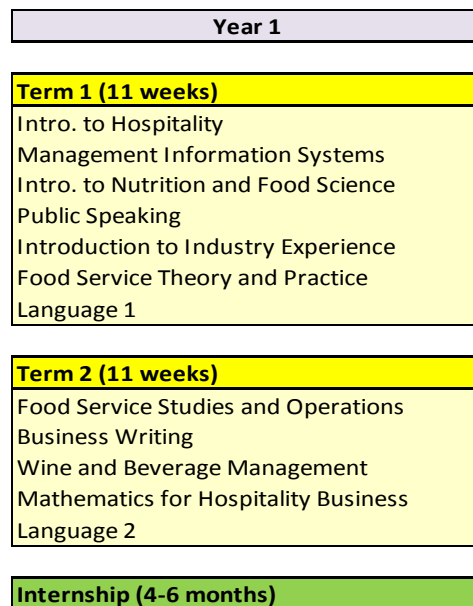 Year 1
Term 1 (11 weeks)
Intro. to Hospitality
Management Information Systems
Intro. to Nutrition and Food Science
Public Speaking
Introduction to Industry Experience
Food Service Theory and Practice
Language 1
Term 2 (11 weeks)
Food Service Studies and Operations
Business Writing
Wine and Beverage Management
Mathematics for Hospitality Business
Language 2
Internship (4-6 months)